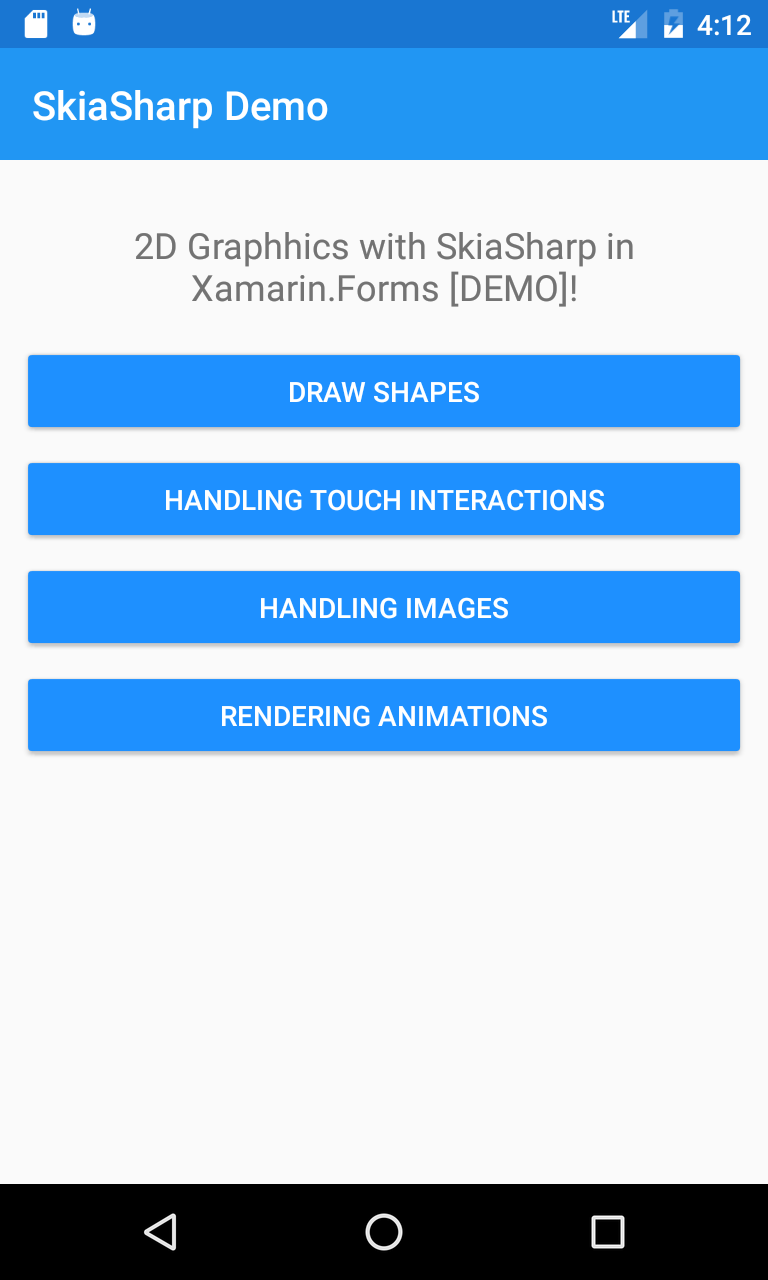 LTE 4:12
SkiaSharp Demo
2D Graphhics with SkiaSharp in
Xamarin.Forms [DEMO]!
DRAW SHAPES
HANDLING TOUCH INTERACTIONS
HANDLING IMAGES
RENDERING ANIMATIONS